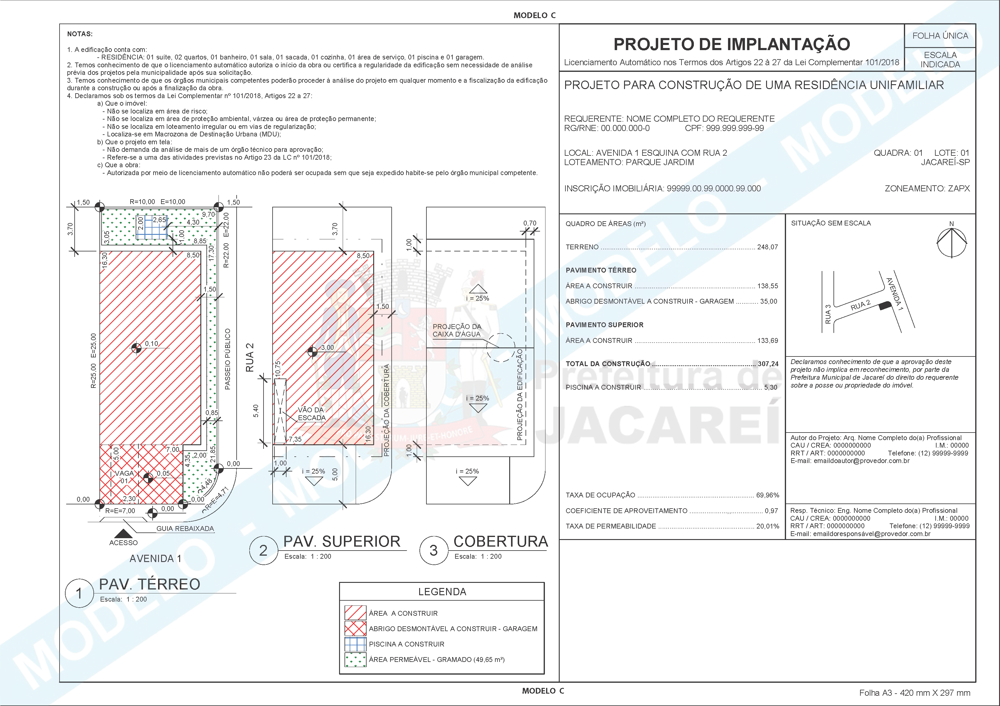 MODELO C
NOTAS:
1. A edificação conta com:
- RESIDÊNCIA: 01 suíte, 02 quartos, 01 banheiro, 01 sala, 01 sacada, 01 cozinha, 01 área de serviço, 01 piscina e 01 garagem.
2. Temos conhecimento de que o licenciamento automático autoriza o início da obra ou certifica a regularidade da edificação sem necessidade de análise
prévia dos projetos pela municipalidade após sua solicitação.
3. Temos conhecimento de que os órgãos municipais competentes poderão proceder à análise do projeto em qualquer momento e a fiscalização da edificação
durante a construção ou após a finalização da obra.
4. Declaramos sob os termos da Lei Complementar nº 101/2018, Artigos 22 a 27:
a) Que o imóvel:
- Não se localiza em área de risco;
- Não se localiza em área de proteção ambiental, várzea ou área de proteção permanente;
- Não se localiza em loteamento irregular ou em vias de regularização;
- Localiza-se em Macrozona de Destinação Urbana (MDU);
b) Que o projeto em tela:
- Não demanda da análise de mais de um órgão técnico para aprovação;
- Refere-se a uma das atividades previstas no Artigo 23 da LC nº 101/2018;
c) Que a obra:
- Autorizada por meio de licenciamento automático não poderá ser ocupada sem que seja expedido habite-se pelo órgão municipal competente.
1,50
R=10,00 E=10,00
1,50
3,70
2,00
2,65
9,70
4,30
3,05
1,00
8,85
R=22,00 E=22,00
16,30
8,50
17,30
1,50
R=25,00 E=25,00
0,10
PASSEIO PÚBLICO
RUA 2
0,85
5,00
7,00
4,35
2,00
21,85
0,00
VAGA
01
0,05
4,48
R=E=4,71
0,00
2,30
0,00
R=E=7,00
0,00
GUIA REBAIXADA
ACESSO
AVENIDA 1
1
PAV. TÉRREO
Escala: 1 : 200
3,70
8,50
1,50
3,00
10,75
5,40
VÃO DA
ESCADA
PROJEÇÃO DA COBERTURA
16,30
7,35
1,00
i = 25%
5,00
2
PAV. SUPERIOR
Escala: 1 : 200
0,70
1,00
i = 25%
PROJEÇÃO DA
CAIXA D'ÁGUA
PROJEÇÃO DA EDIFICAÇÃO
i = 25%
1,00
i = 25%
3
COBERTURA
Escala: 1 : 200
LEGENDA
ÁREA A CONSTRUIR
ABRIGO DESMONTÁVEL A CONSTRUIR - GARAGEM
PISCINA A CONSTRUIR
ÁREA PERMEÁVEL - GRAMADO (49,65 m²)
PROJETO DE IMPLANTAÇÃO
Licenciamento Automático nos Termos dos Artigos 22 à 27 da Lei Complementar 101/2018
FOLHA ÚNICA
ESCALA
INDICADA
PROJETO PARA CONSTRUÇÃO DE UMA RESIDÊNCIA UNIFAMILIAR
REQUERENTE: NOME COMPLETO DO REQUERENTE
RG/RNE: 00.000.000-0 CPF: 999.999.999-99
LOCAL: AVENIDA 1 ESQUINA COM RUA 2 QUADRA: 01 LOTE: 01
LOTEAMENTO: PARQUE JARDIM JACAREÍ-SP
INSCRIÇÃO IMOBILIÁRIA: 99999.00.99.0000.99.000 ZONEAMENTO: ZAPX
QUADRO DE ÁREAS (m²)
TERRENO ........ 248,07
PAVIMENTO TÉRREO
ÁREA A CONSTRUIR ........ 138,55
ABRIGO DESMONTÁVEL A CONSTRUIR - GARAGEM ............ 35,00
PAVIMENTO SUPERIOR
ÁREA A CONSTRUIR ........ 133,69
TOTAL DA CONSTRUÇÃO ........ 307,24
PISCINA A CONSTRUIR ........ 5,30
TAXA DE OCUPAÇÃO ........ 69,96%
COEFICIENTE DE APROVEITAMENTO ........ 0,97
TAXA DE PERMEABILIDADE ........ 20,01%
SITUAÇÃO SEM ESCALA
N
RUA 3
RUA 2
AVENIDA 1
Declaramos conhecimento de que a aprovação deste
projeto não implica em reconhecimento, por parte da
Prefeitura Municipal de Jacareí do direito do requerente
sobre a posse ou propriedade do imóvel.
Autor do Projeto: Arq. Nome Completo do(a) Profissional
CAU / CREA: 0000000000 I.M.: 00000
RRT / ART: 0000000000 Telefone: (12) 99999-9999
E-mail: emaildoautor@provedor.com.br
Resp. Técnico: Eng. Nome Completo do(a) Profissional
CAU / CREA: 0000000000 I.M.: 00000
RRT / ART: 0000000000 Telefone: (12) 99999-9999
E-mail: emaildoresponsável@provedor.com.br
Prefeitura de
JACAREÍ
MODELO - MODELO - MODELO - MODELO
MODELO C
Folha A3 - 420 mm X 297 mm